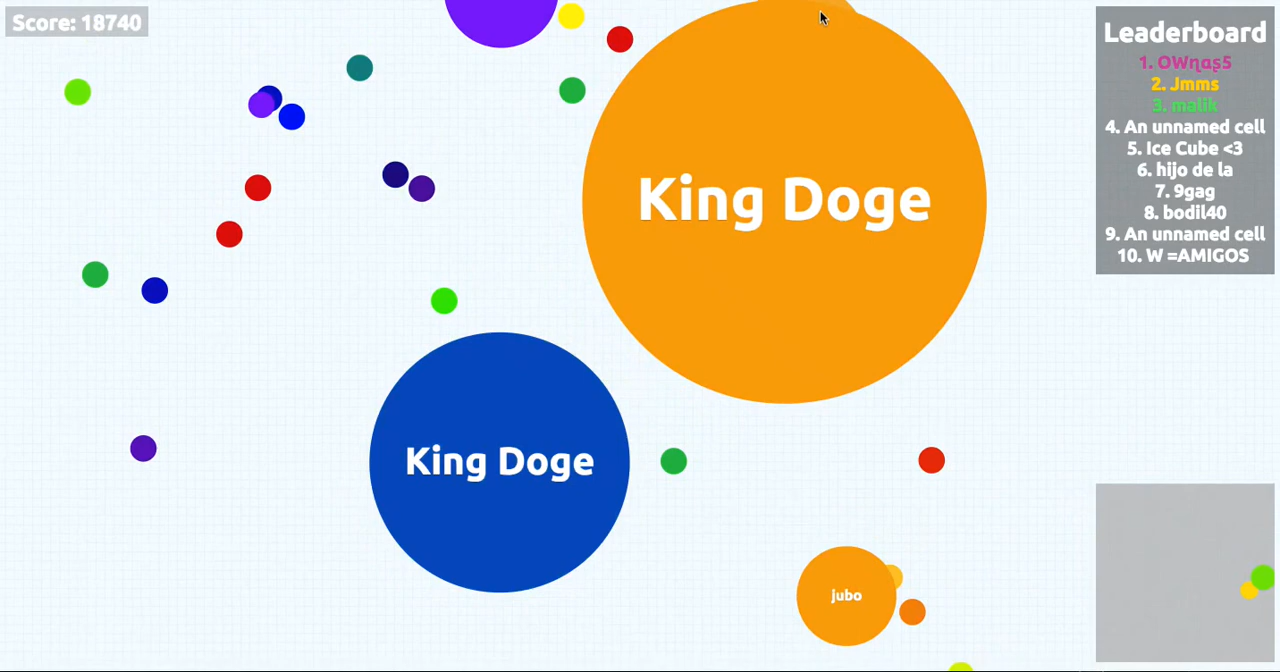 Score: 18740
Leaderboard
1. OWɳąʂ5
2. Jmms
3. malik
4. An unnamed cell
5. Ice Cube <3
6. hijo de la
7. 9gag
8. bodil40
9. An unnamed cell
10. W =AMIGOS
King Doge
King Doge
jubo